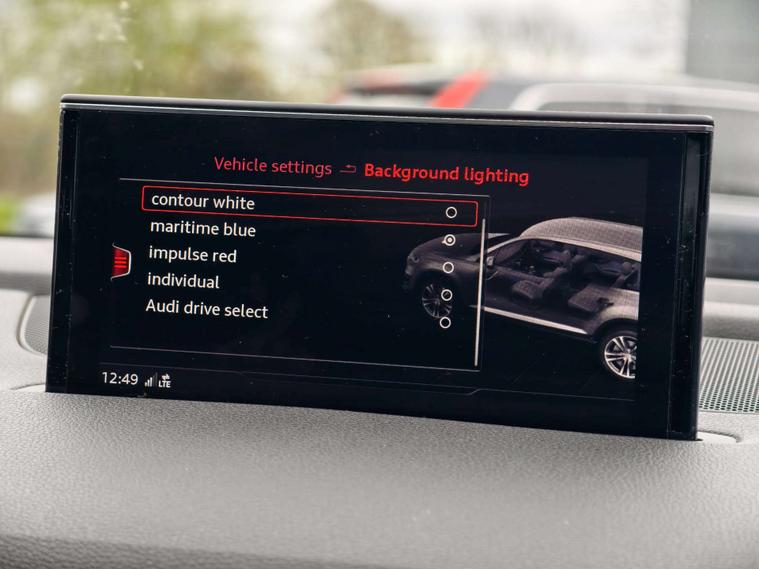 Vehicle settings Background lighting
contour white
maritime blue
impulse red
individual
Audi drive select
12:49 LTE